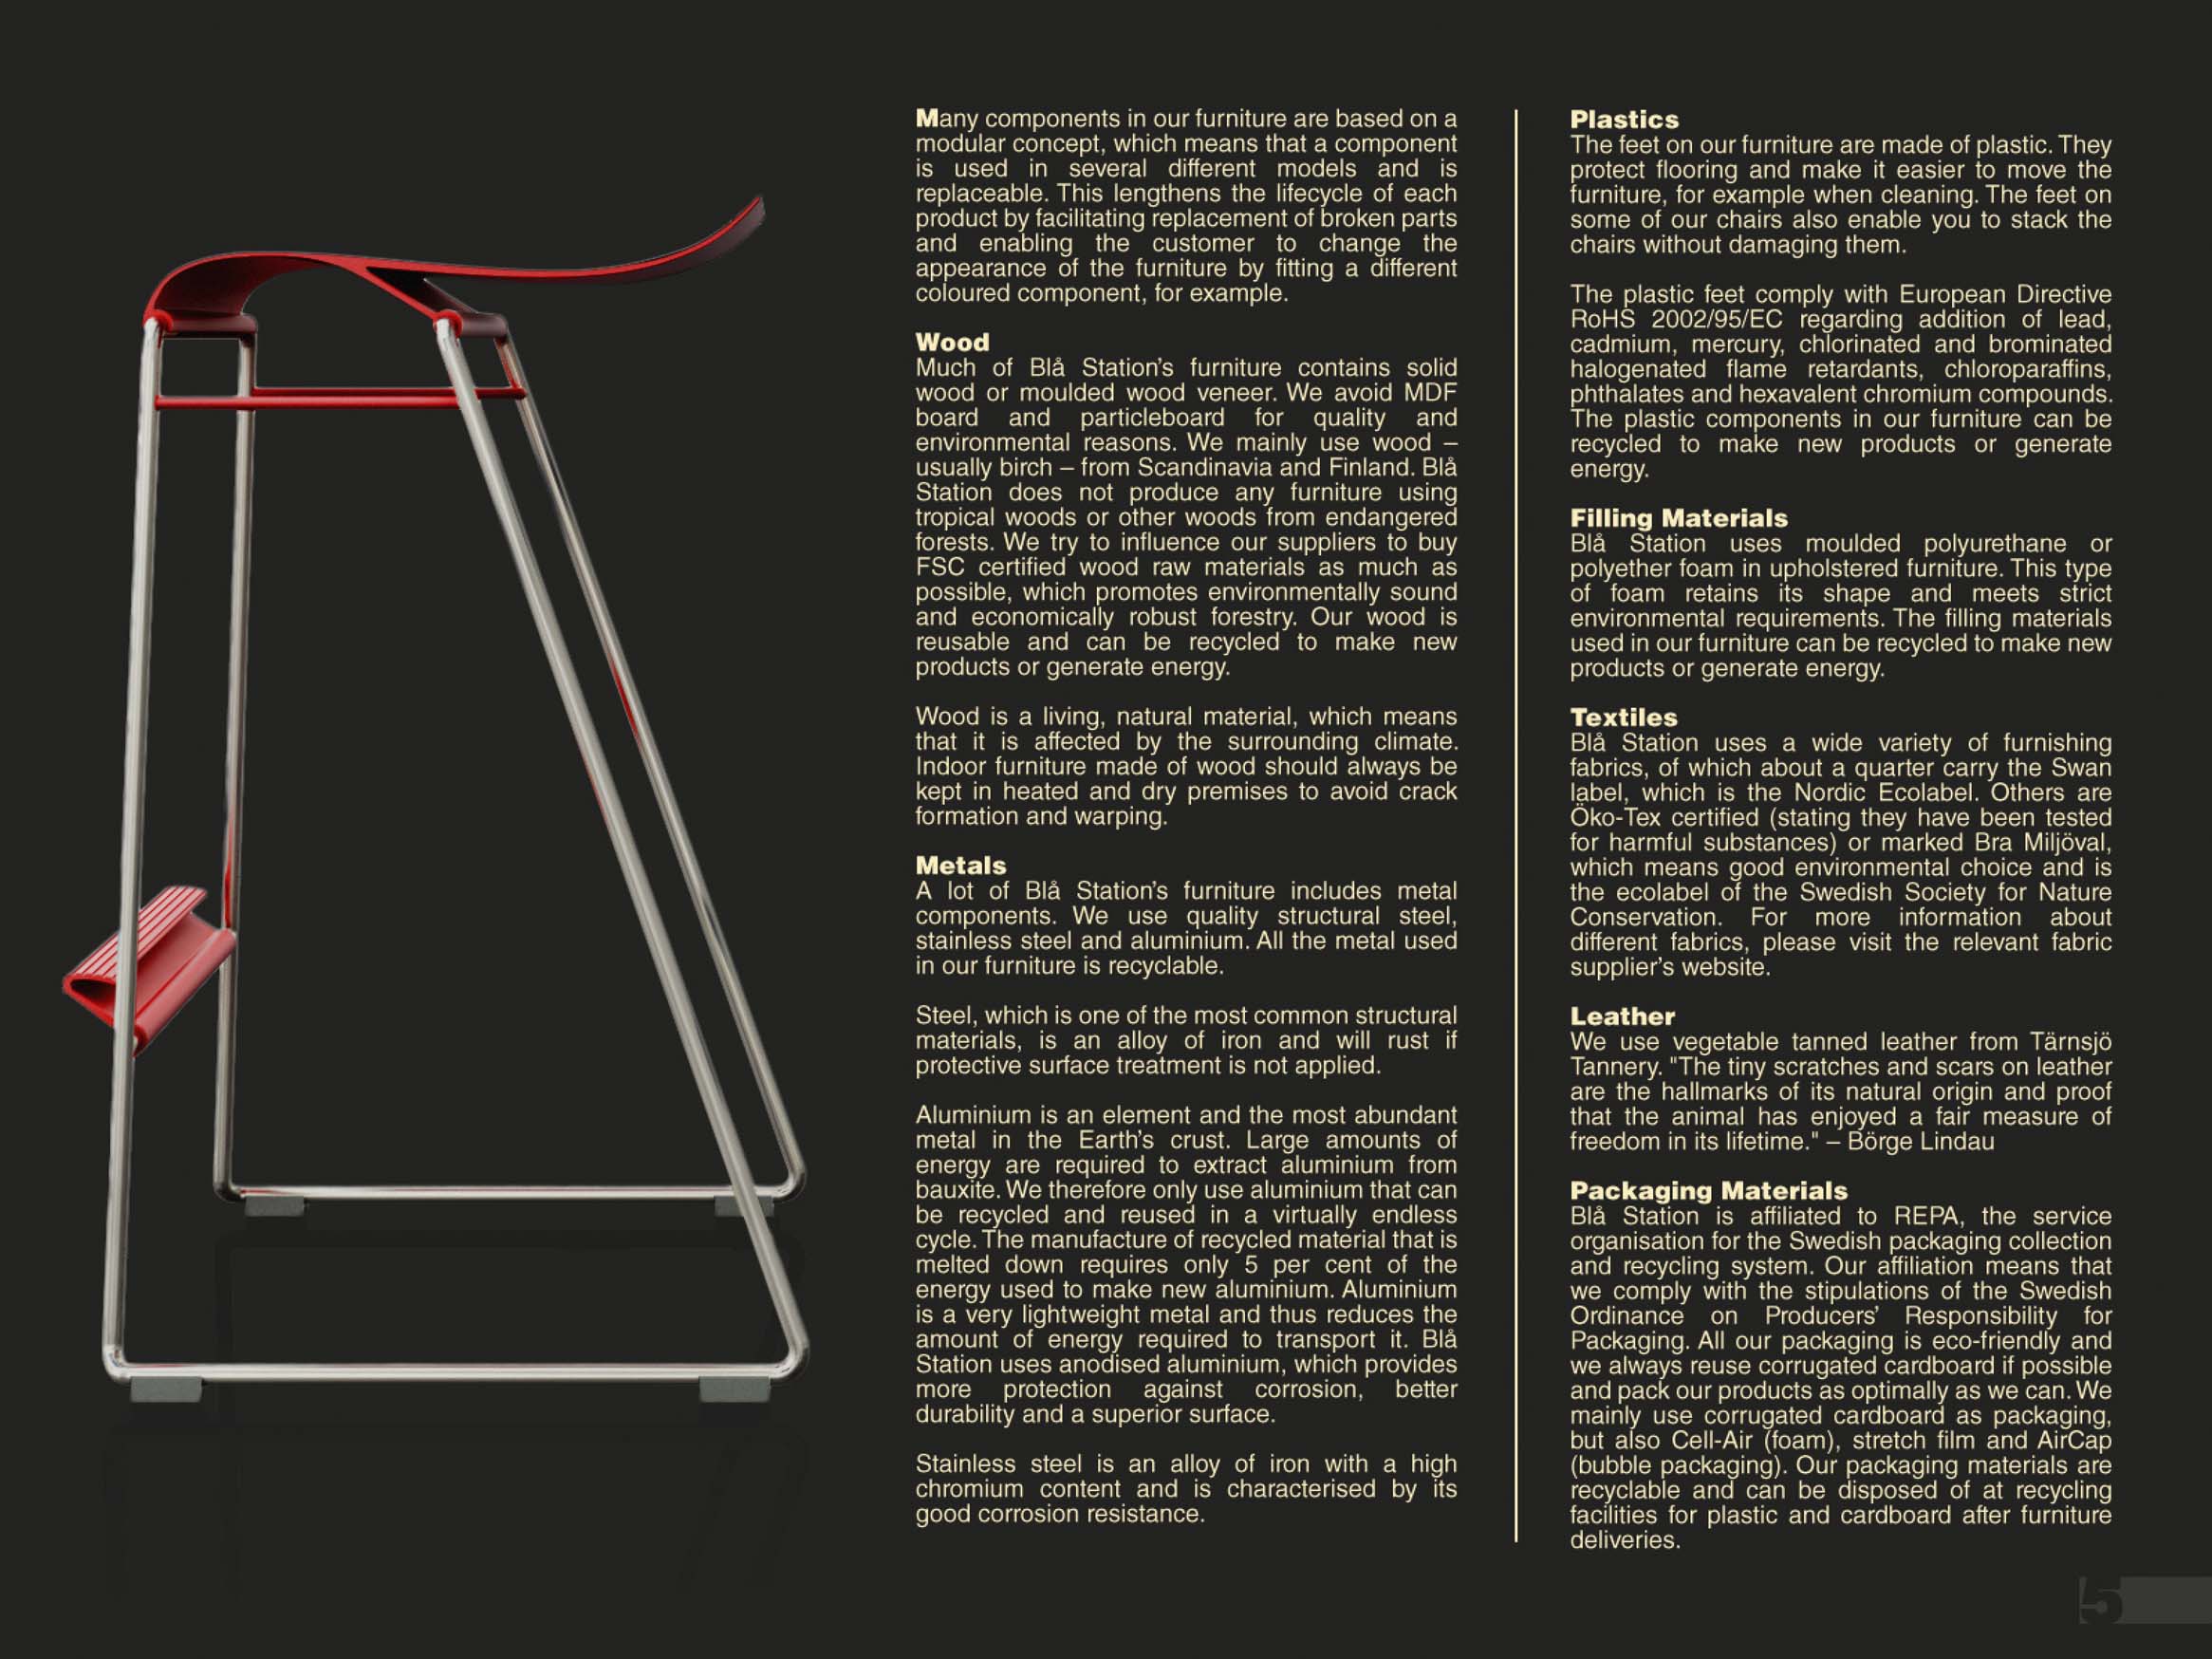 Many components in our furniture are based on a
modular concept, which means that a component
is used in several different models and is
replaceable. This lengthens the lifecycle of each
product by facilitating replacement of broken parts
and enabling the customer to change the
appearance of the furniture by fitting a different
coloured component, for example.
Wood
Much of Blå Station's furniture contains solid
wood or moulded wood veneer. We avoid MDF
board and particleboard for quality and
environmental reasons. We mainly use wood –
usually birch – from Scandinavia and Finland. Blå
Station does not produce any furniture using
tropical woods or other woods from endangered
forests. We try to influence our suppliers to buy
FSC certified wood raw materials as much as
possible, which promotes environmentally sound
and economically robust forestry. Our wood is
reusable and can be recycled to make new
products or generate energy.
Wood is a living, natural material, which means
that it is affected by the surrounding climate.
Indoor furniture made of wood should always be
kept in heated and dry premises to avoid crack
formation and warping.
Metals
A lot of Blå Station's furniture includes metal
components. We use quality structural steel,
stainless steel and aluminium. All the metal used
in our furniture is recyclable.
Steel, which is one of the most common structural
materials, is an alloy of iron and will rust if
protective surface treatment is not applied.
Aluminium is an element and the most abundant
metal in the Earth's crust. Large amounts of
energy are required to extract aluminium from
bauxite. We therefore only use aluminium that can
be recycled and reused in a virtually endless
cycle. The manufacture of recycled material that is
melted down requires only 5 per cent of the
energy used to make new aluminium. Aluminium
is a very lightweight metal and thus reduces the
amount of energy required to transport it. Blå
Station uses anodised aluminium, which provides
more protection against corrosion, better
durability and a superior surface.
Stainless steel is an alloy of iron with a high
chromium content and is characterised by its
good corrosion resistance.
Plastics
The feet on our furniture are made of plastic. They
protect flooring and make it easier to move the
furniture, for example when cleaning. The feet on
some of our chairs also enable you to stack the
chairs without damaging them.
The plastic feet comply with European Directive
RoHS 2002/95/EC regarding addition of lead,
cadmium, mercury, chlorinated and brominated
halogenated flame retardants, chloroparaffins,
phthalates and hexavalent chromium compounds.
The plastic components in our furniture can be
recycled to make new products or generate
energy.
Filling Materials
Blå Station uses moulded polyurethane or
polyether foam in upholstered furniture. This type
of foam retains its shape and meets strict
environmental requirements. The filling materials
used in our furniture can be recycled to make new
products or generate energy.
Textiles
Blå Station uses a wide variety of furnishing
fabrics, of which about a quarter carry the Swan
label, which is the Nordic Ecolabel. Others are
Öko-Tex certified (stating they have been tested
for harmful substances) or marked Bra Miljöval,
which means good environmental choice and is
the ecolabel of the Swedish Society for Nature
Conservation. For more information about
different fabrics, please visit the relevant fabric
supplier's website.
Leather
We use vegetable tanned leather from Tärnsjö
Tannery. "The tiny scratches and scars on leather
are the hallmarks of its natural origin and proof
that the animal has enjoyed a fair measure of
freedom in its lifetime." – Börge Lindau
Packaging Materials
Blå Station is affiliated to REPA, the service
organisation for the Swedish packaging collection
and recycling system. Our affiliation means that
we comply with the stipulations of the Swedish
Ordinance on Producers' Responsibility for
Packaging. All our packaging is eco-friendly and
we always reuse corrugated cardboard if possible
and pack our products as optimally as we can. We
mainly use corrugated cardboard as packaging,
but also Cell-Air (foam), stretch film and AirCap
(bubble packaging). Our packaging materials are
recyclable and can be disposed of at recycling
facilities for plastic and cardboard after furniture
deliveries.
5